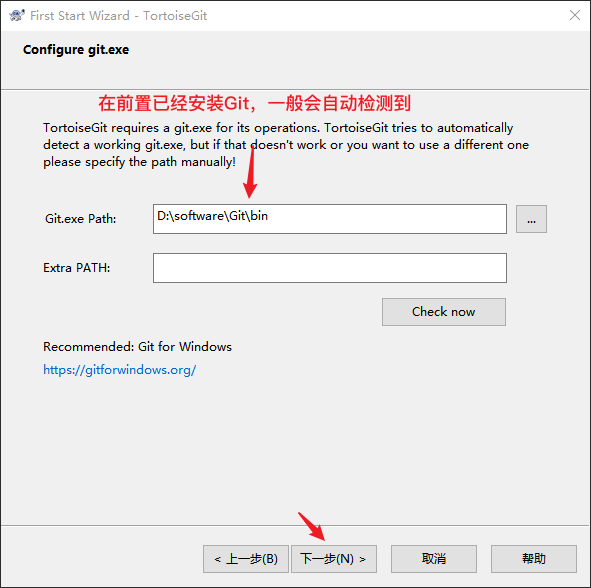 First Start Wizard - TortoiseGit
Configure git.exe
在前置已经安装Git，一般会自动检测到
TortoiseGit requires a git.exe for its operations. TortoiseGit tries to automatically
detect a working git.exe, but if that doesn't work or you want to use a different one
please specify the path manually!
Git.exe Path: D:\software\Git\bin ...
Extra PATH:
Check now
Recommended: Git for Windows
https://gitforwindows.org/
< 上一步(B) 下一步(N) > 取消 帮助